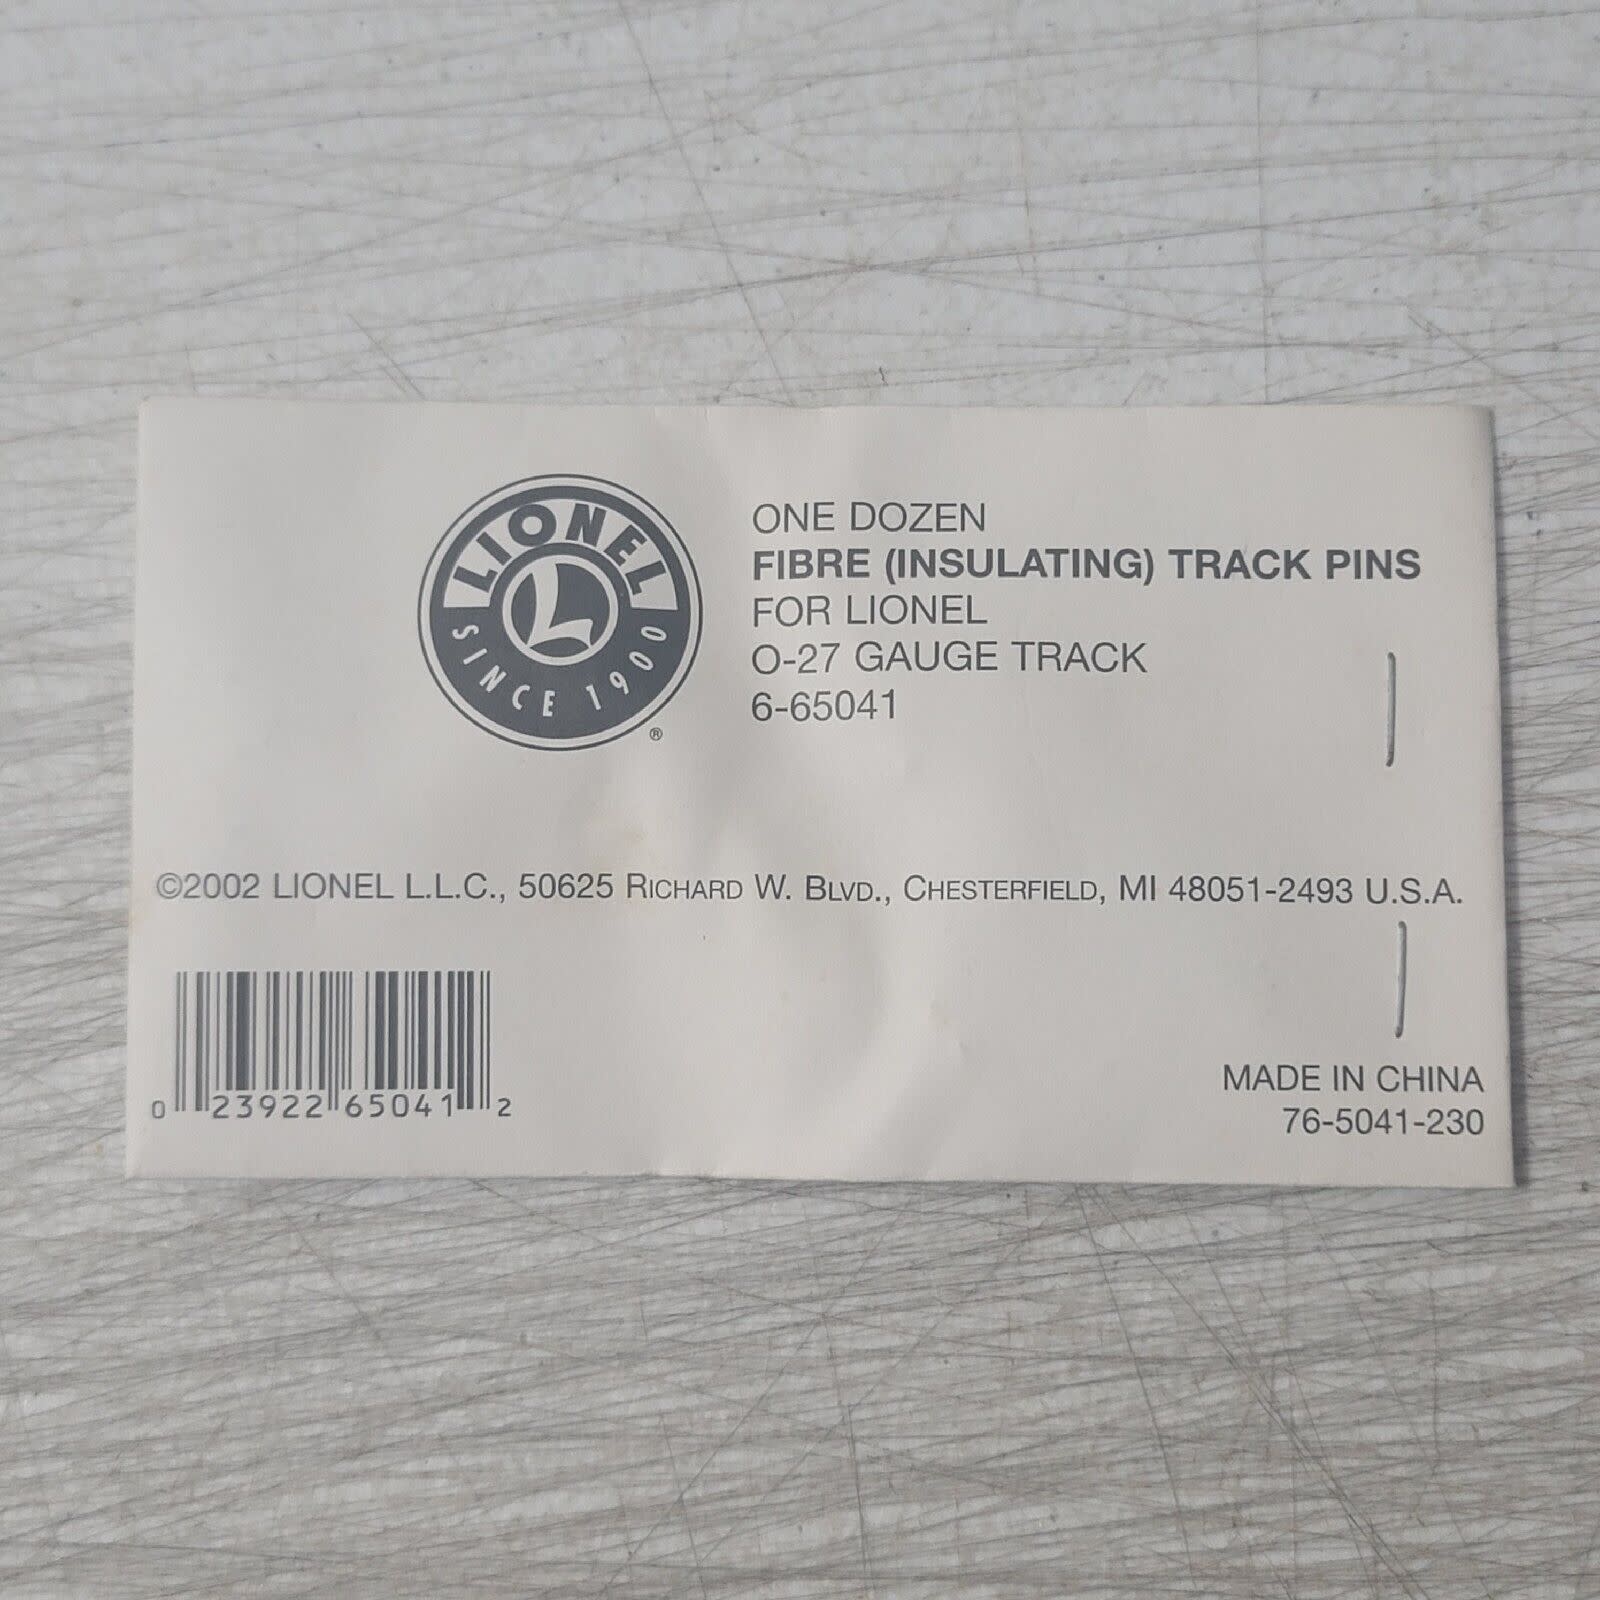 LIONEL
L
SINCE 1900
®
ONE DOZEN
FIBRE (INSULATING) TRACK PINS
FOR LIONEL
O-27 GAUGE TRACK
6-65041
©2002 LIONEL L.L.C., 50625 RICHARD W. BLVD., CHESTERFIELD, MI 48051-2493 U.S.A.
0 23922 65041 2
MADE IN CHINA
76-5041-230